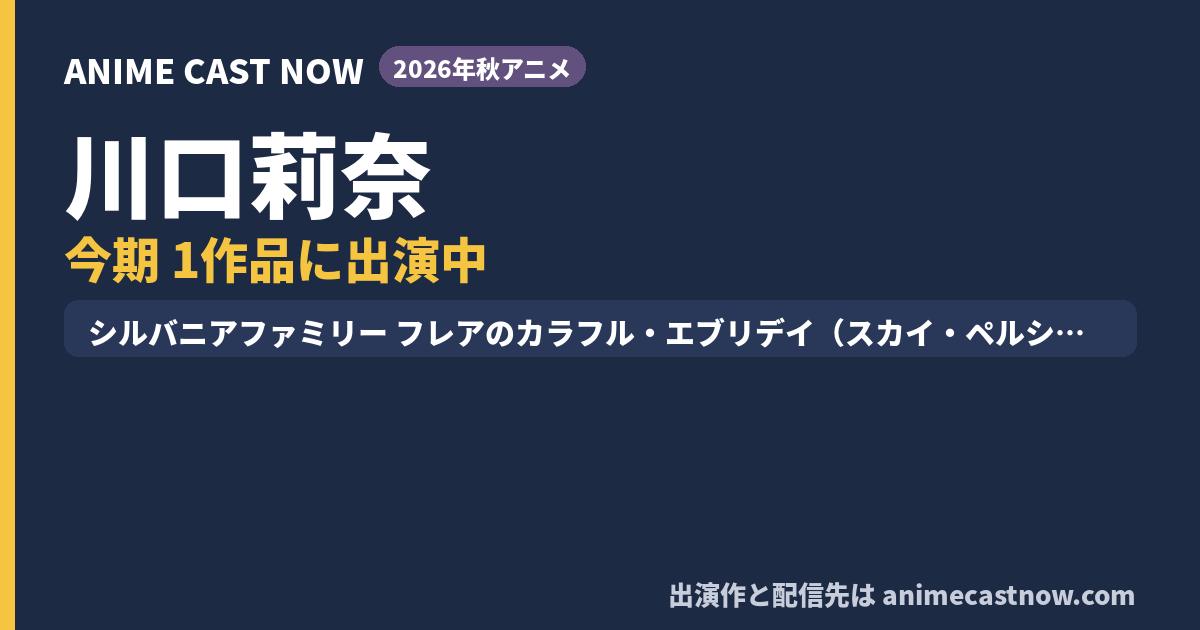 ANIME CAST NOW 2026年秋アニメ
川口莉奈
今期 1作品に出演中
シルバニアファミリー フレアのカラフル・エブリデイ（スカイ・ペルシ…
出演作と配信先は animecastnow.com